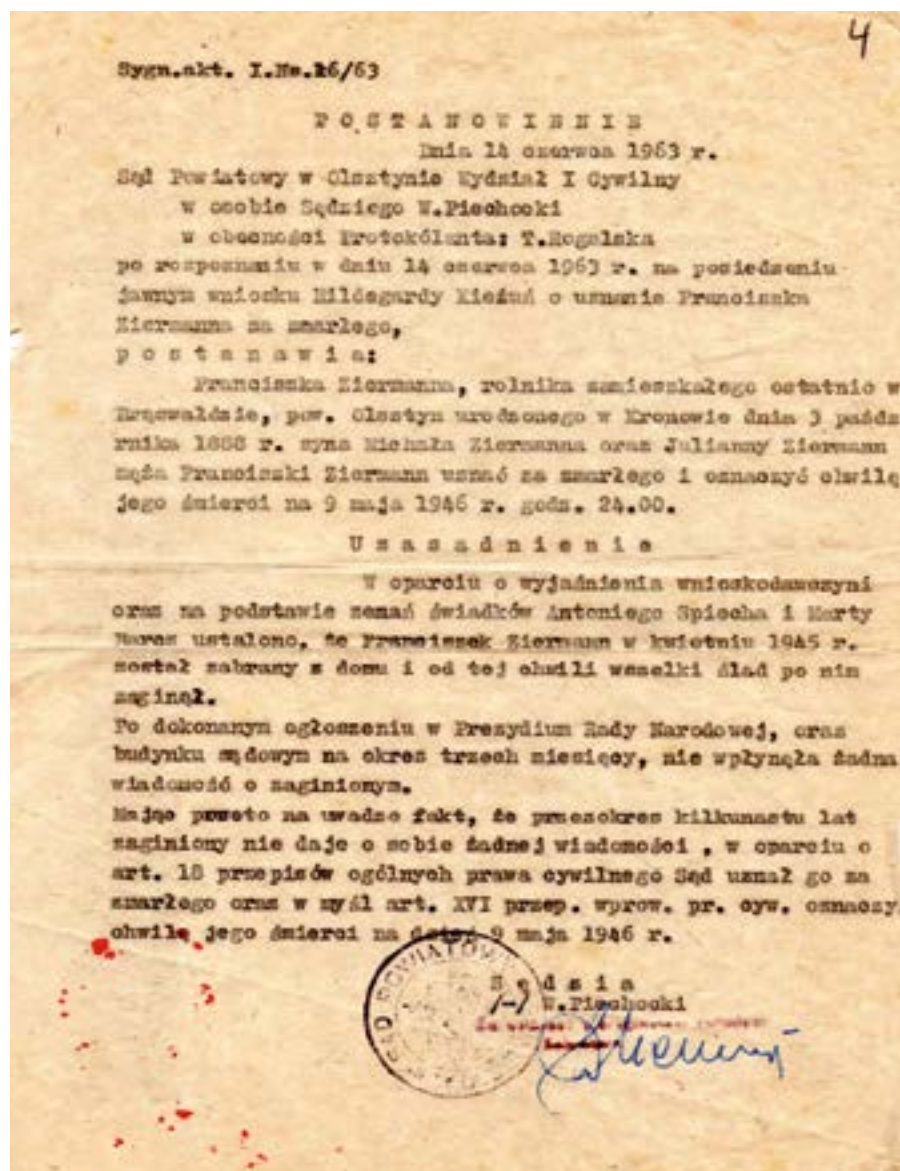 4
Sygn.akt. I.Ns.16/63
P O S T A N O W I E N I E
Dnia 14 czerwca 1963 r.
Sąd Powiatowy w Olsztynie Wydział I Cywilny
w osobie Sędziego W.Piechocki
w obecności Protokólanta: T.Rogalska
po rozpoznaniu w dniu 14 czerwca 1963 r. na posiedzeniu
jawnym wniosku Hildegardy Kieżuń o uznanie Franciszka
Ziermanna za zmarłego,
p o s t a n a w i a:
Franciszka Ziermanna, rolnika zamieszkałego ostatnio w
Brąswałdzie, pow. Olsztyn urodzonego w Kronowie dnia 3 paźdz
rnika 1888 r. syna Michała Ziermanna oraz Julianny Ziermann
męża Franciszki Ziermann uznać za zmarłego i oznaczyć chwilę
jego śmierci na 9 maja 1946 r. godz. 24.00.
U z a s a d n i e n i e
W oparciu o wyjaśnienia wnioskodawczyni
oraz na podstawie zeznań świadków Antoniego Spiecha i Marty
ustalono, że Franciszek Ziermann w kwietniu 1945 r.
został zabrany z domu i od tej chwili wszelki ślad po nim
zaginął.
Po dokonanym ogłoszeniu w Prezydium Rady Narodowej, oraz
budynku sądowym na okres trzech miesięcy, nie wpłynęła żadna
wiadomość o zaginionym.
Mając przeto na uwadze fakt, że przezokres kilkunastu lat
zaginiony nie daje o sobie żadnej wiadomości , w oparciu o
art. 18 przepisów ogólnych prawa cywilnego Sąd uznał go za
zmarłego oraz w myśl art. XVI przep. wprow. pr. cyw. oznaczy
chwilę jego śmierci na dzień 9 maja 1946 r.
S ę d z i a
/-/ W.Piechocki
SĄD POWIATOWY